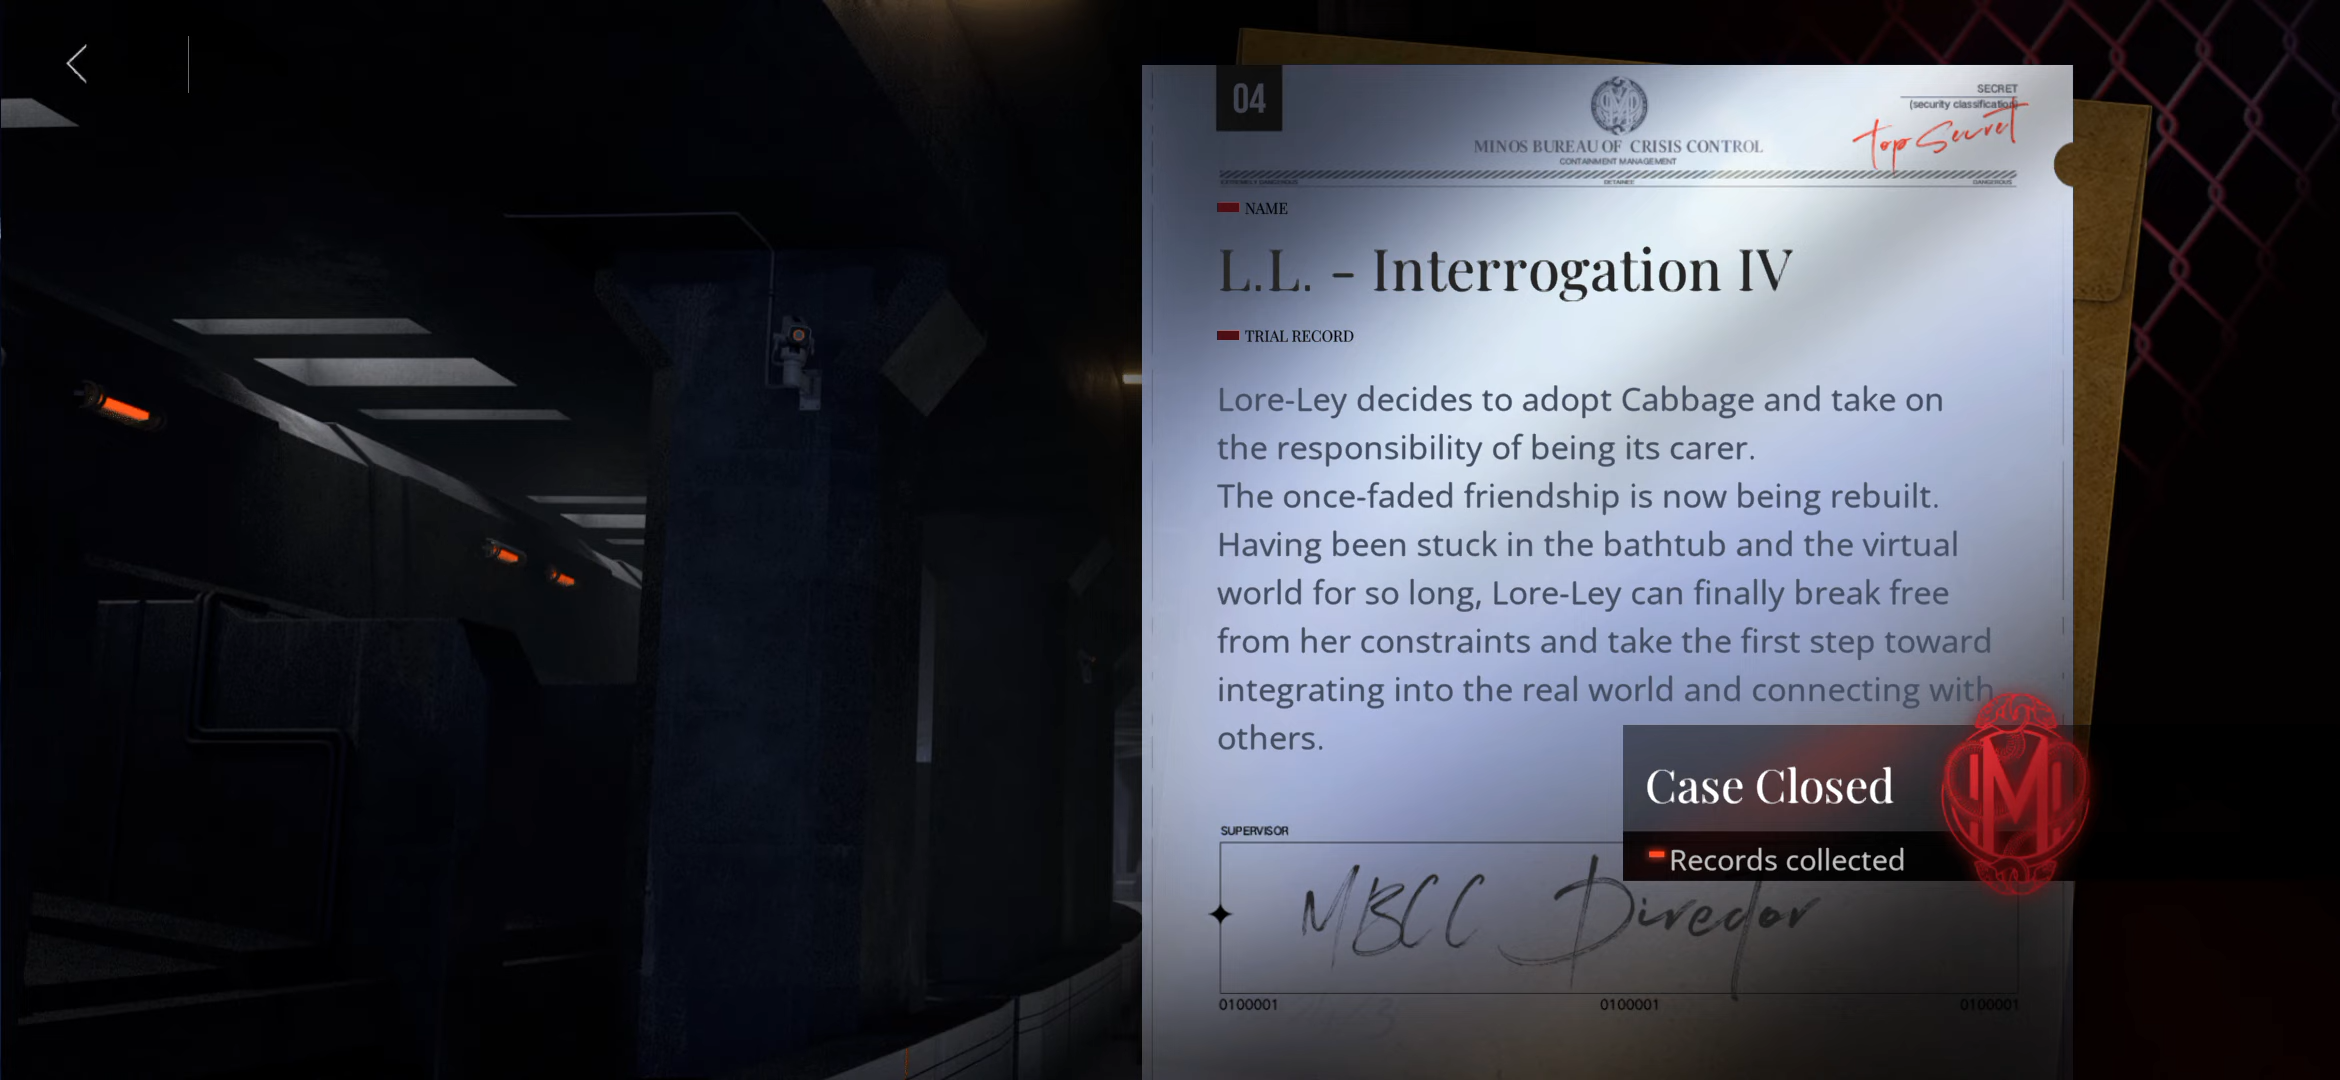 04
SECRET
(security classification)
Top Secret
MINOS BUREAU OF CRISIS CONTROL
CONTAINMENT MANAGEMENT
EXTREMELY DANGEROUS
DETAINEE
DANGEROUS
NAME
L.L. - Interrogation IV
TRIAL RECORD
Lore-Ley decides to adopt Cabbage and take on
the responsibility of being its carer.
The once-faded friendship is now being rebuilt.
Having been stuck in the bathtub and the virtual
world for so long, Lore-Ley can finally break free
from her constraints and take the first step toward
integrating into the real world and connecting with
others.
Case Closed
Records collected
SUPERVISOR
MBCC Director
0100001
0100001
0100001